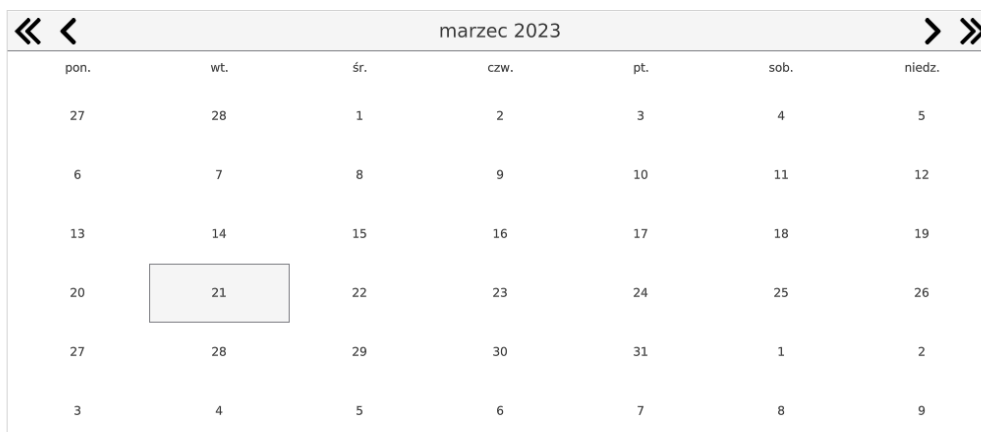 marzec 2023
pon. wt. śr. czw. pt. sob. niedz.
27 28 1 2 3 4 5
6 7 8 9 10 11 12
13 14 15 16 17 18 19
20 21 22 23 24 25 26
27 28 29 30 31 1 2
3 4 5 6 7 8 9